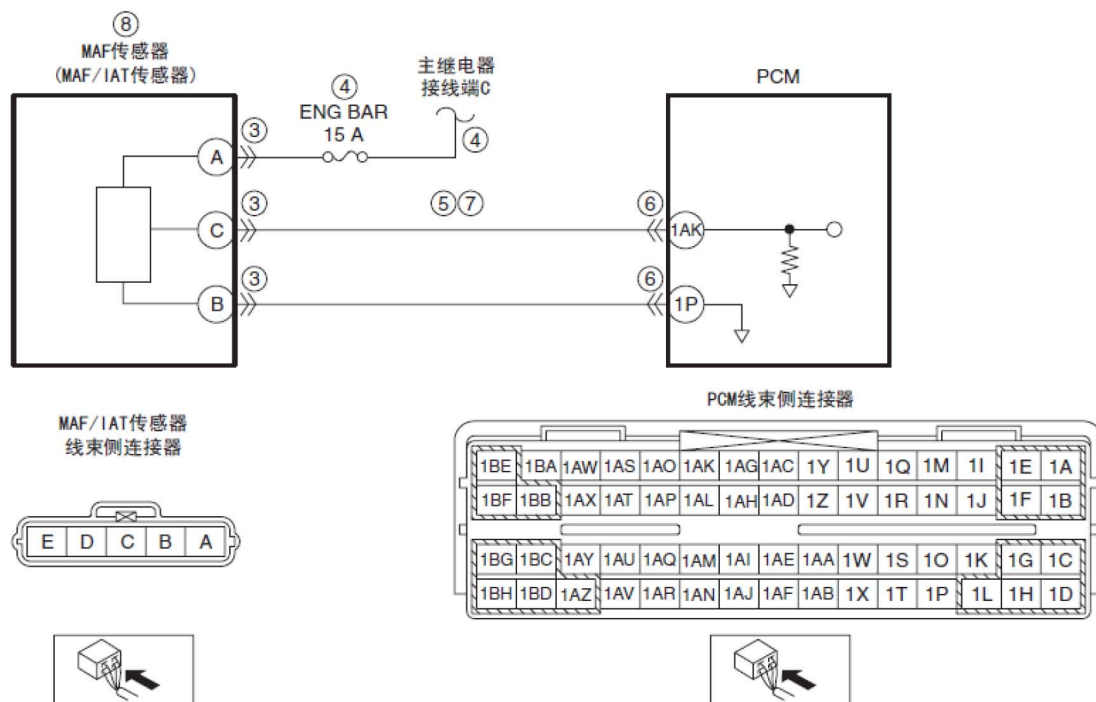 ⑧
MAF传感器
(MAF/IAT传感器)
主继电器
接线端C
④
ENG BAR
15 A
PCM
③
④
A
③
⑤⑦
⑥
C
1AK
③
⑥
B
1P
MAF/IAT传感器
线束侧连接器
E D C B A
PCM线束侧连接器
1BE 1BA 1AW 1AS 1AO 1AK 1AG 1AC 1Y 1U 1Q 1M 1I 1E 1A
1BF 1BB 1AX 1AT 1AP 1AL 1AH 1AD 1Z 1V 1R 1N 1J 1F 1B
1BG 1BC 1AY 1AU 1AQ 1AM 1AI 1AE 1AA 1W 1S 1O 1K 1G 1C
1BH 1BD 1AZ 1AV 1AR 1AN 1AJ 1AF 1AB 1X 1T 1P 1L 1H 1D